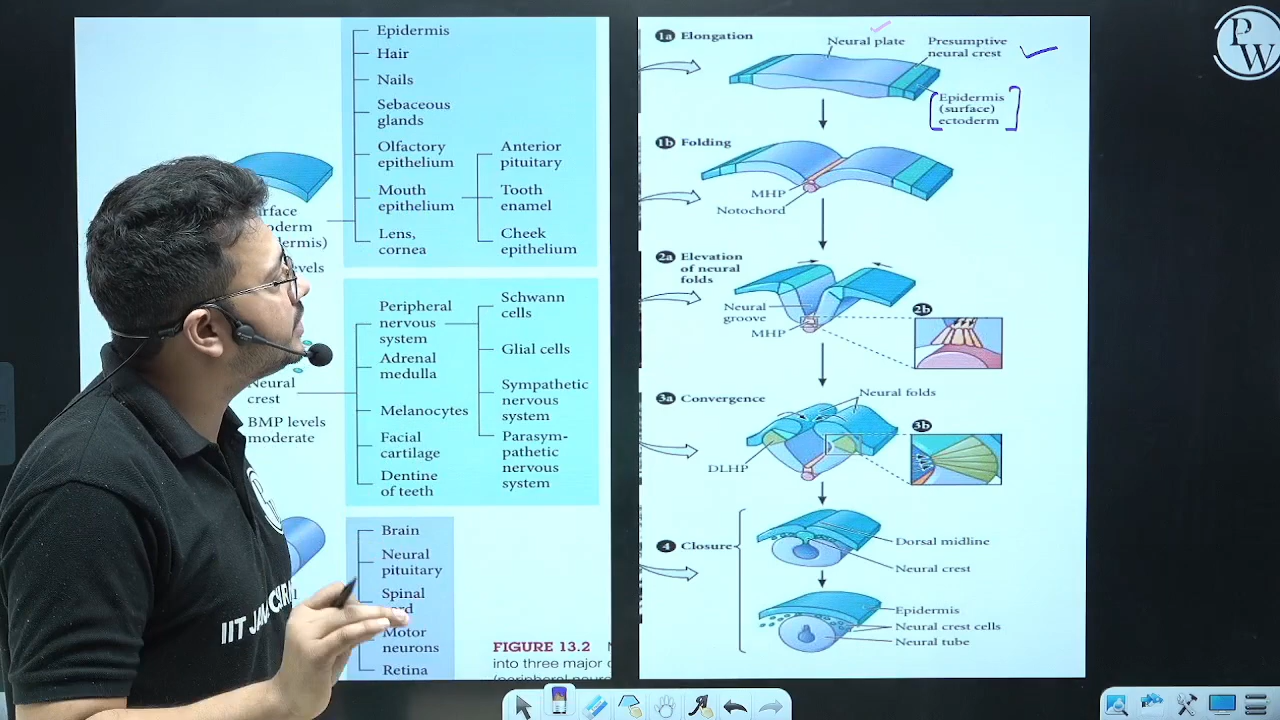 Epidermis
Hair
Nails
Sebaceous
glands
Olfactory
epithelium
Mouth
epithelium
Lens,
cornea
Anterior
pituitary
Tooth
enamel
Cheek
epithelium
Peripheral
nervous
system
Adrenal
medulla
Melanocytes
Facial
cartilage
Dentine
of teeth
Schwann
cells
Glial cells
Sympathetic
nervous
system
Parasym-
pathetic
nervous
system
Neural
crest
BMP levels
moderate
Brain
Neural
pituitary
Spinal
Motor
neurons
Retina
FIGURE 13.2
into three major
1a Elongation
Neural plate
Presumptive
neural crest
Epidermis
(surface)
ectoderm
1b Folding
MHP
Notochord
2a Elevation
of neural
folds
Neural
groove
MHP
2b
3a Convergence
Neural folds
DLHP
3b
4 Closure
Dorsal midline
Neural crest
Epidermis
Neural crest cells
Neural tube
PW
IIT JAM